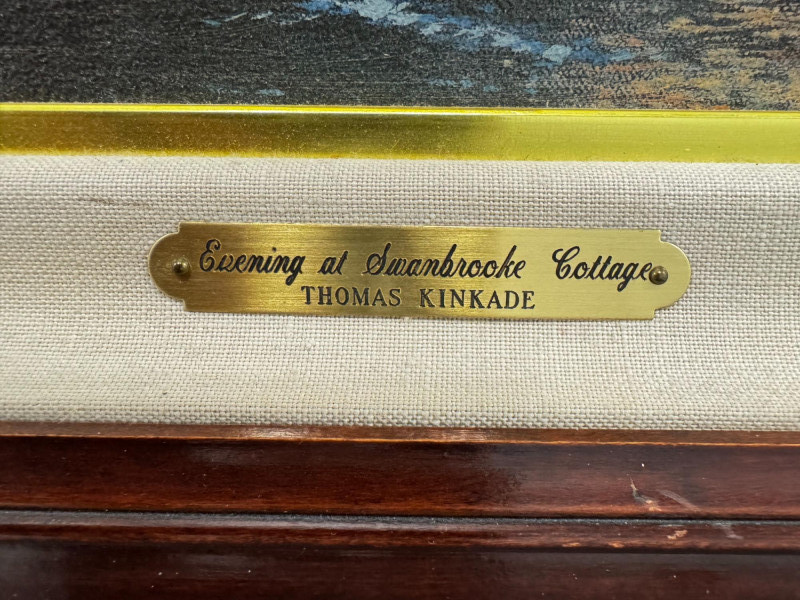 Evening at Swanbrooke Cottage
THOMAS KINKADE